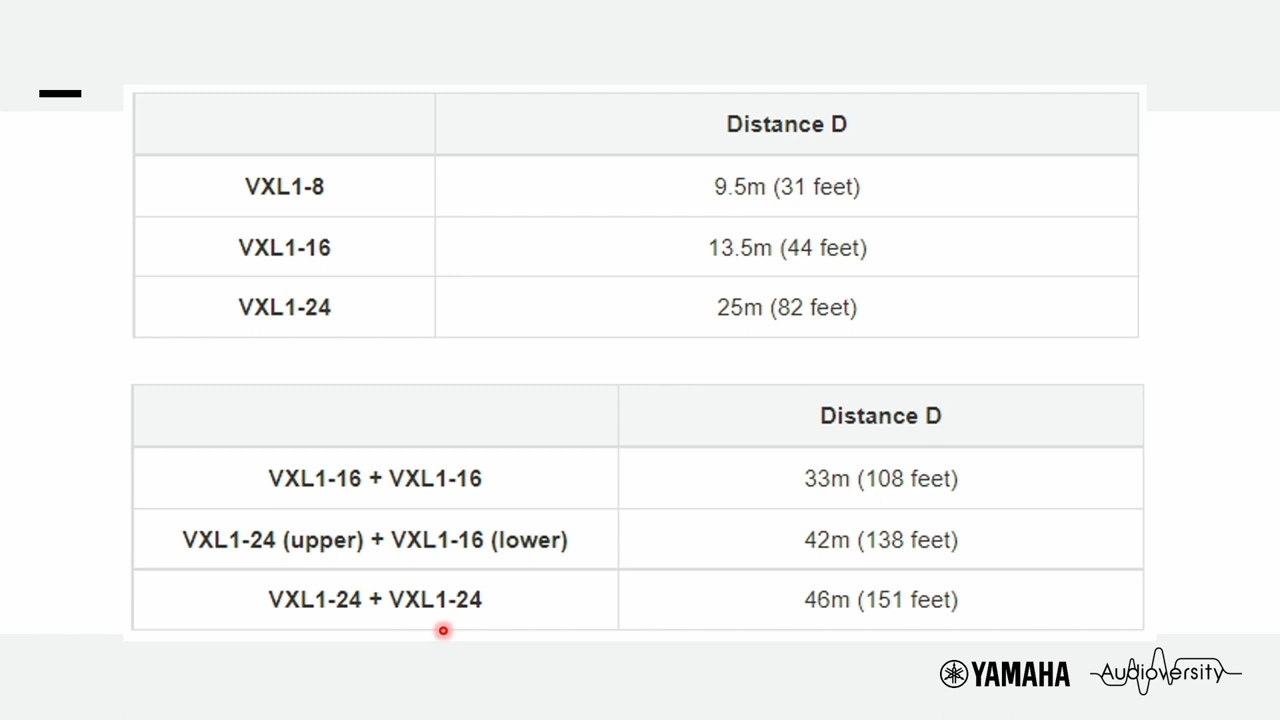 Distance D
VXL1-8 9.5m (31 feet)
VXL1-16 13.5m (44 feet)
VXL1-24 25m (82 feet)
Distance D
VXL1-16 + VXL1-16 33m (108 feet)
VXL1-24 (upper) + VXL1-16 (lower) 42m (138 feet)
VXL1-24 + VXL1-24 46m (151 feet)
YAMAHA Audioversity